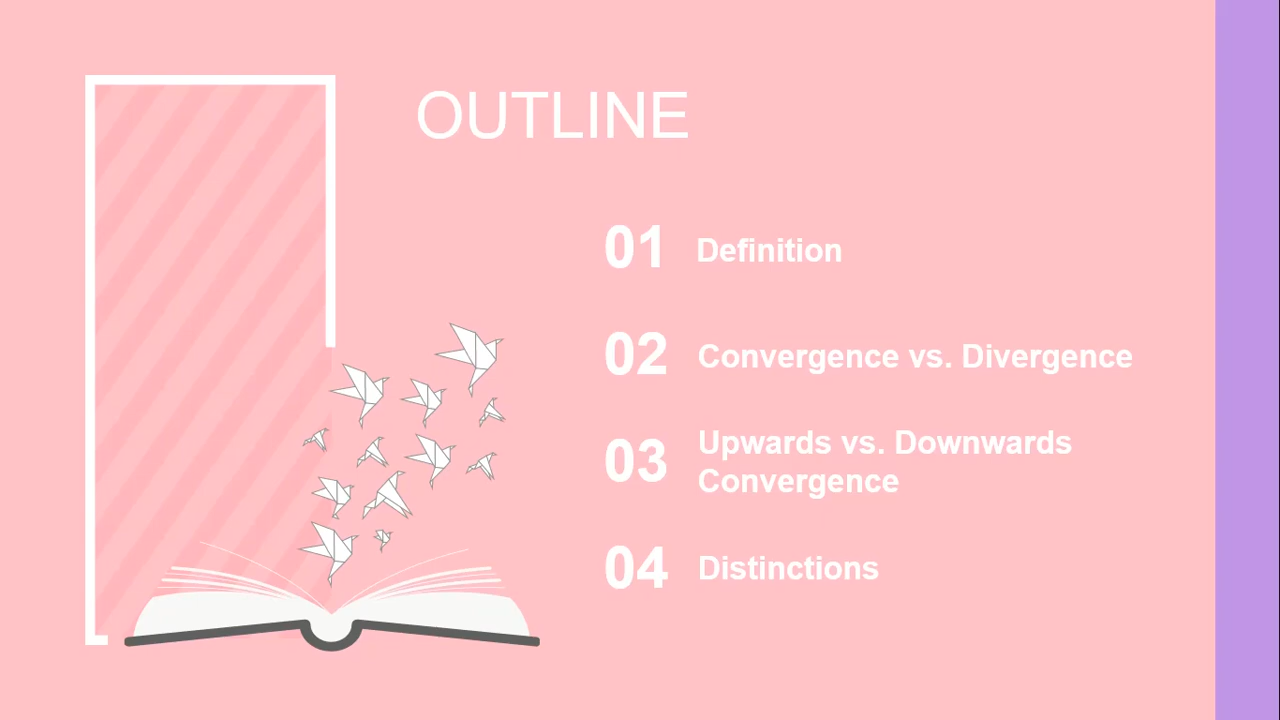 OUTLINE
01 Definition
02 Convergence vs. Divergence
03 Upwards vs. Downwards
Convergence
04 Distinctions